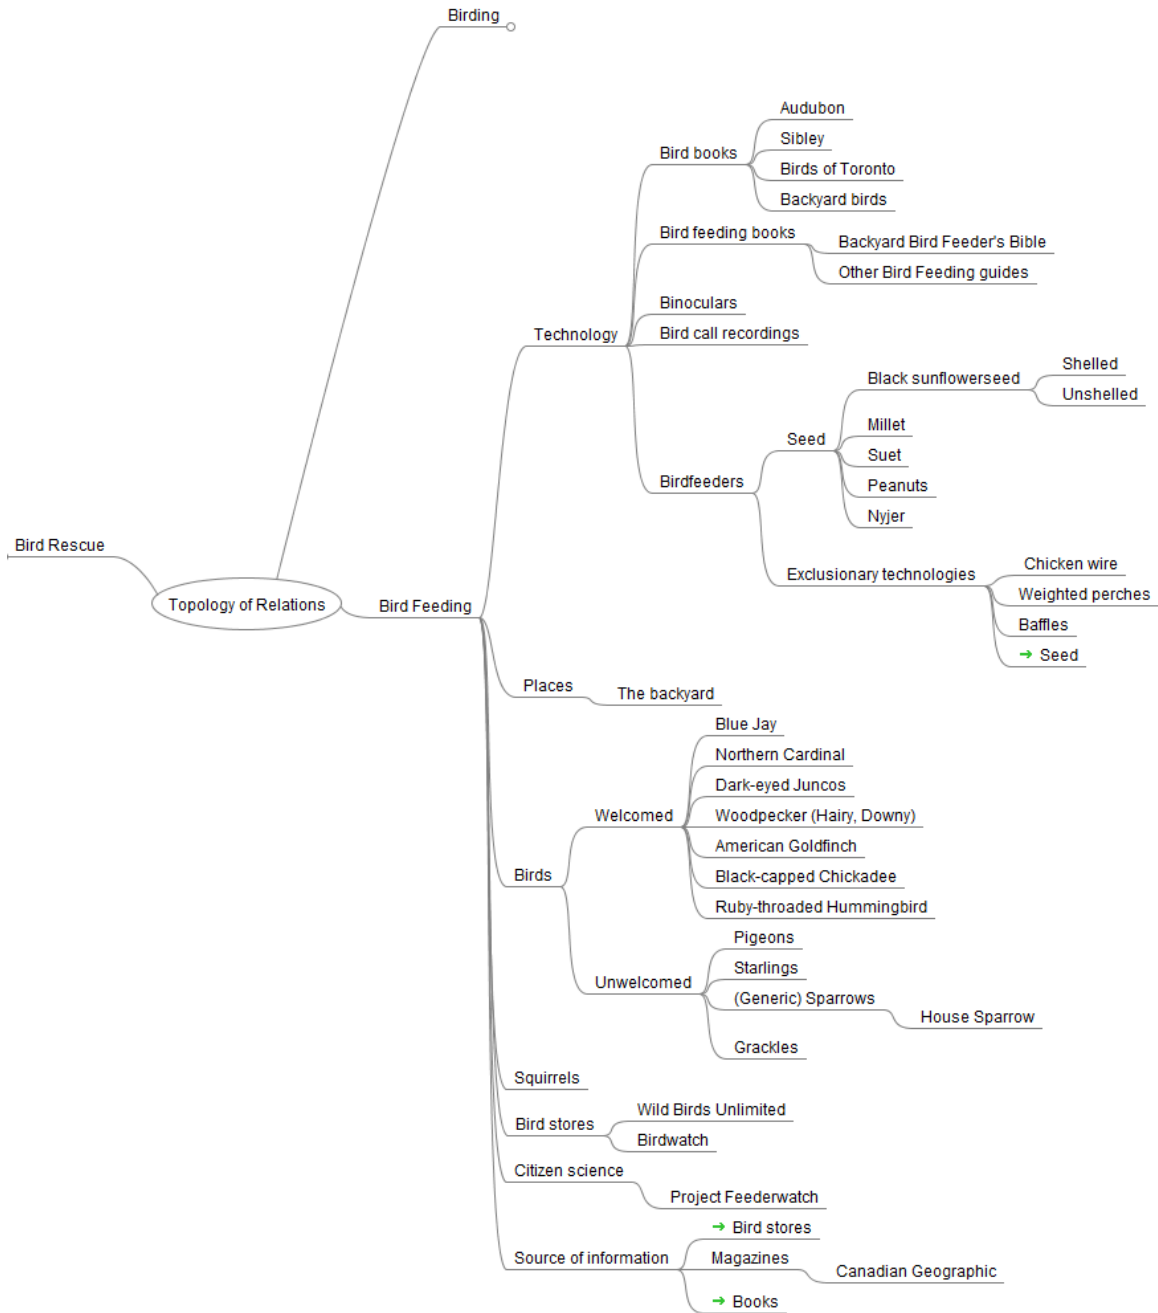 Birding
Audubon
Sibley
Bird books
Birds of Toronto
Backyard birds
Bird feeding books
Backyard Bird Feeder's Bible
Other Bird Feeding guides
Binoculars
Technology
Bird call recordings
Shelled
Black sunflowerseed
Unshelled
Millet
Seed
Suet
Birdfeeders
Peanuts
Nyjer
Bird Rescue
Exclusionary technologies
Chicken wire
Weighted perches
Topology of Relations
Bird Feeding
Baffles
→ Seed
Places
The backyard
Blue Jay
Northern Cardinal
Dark-eyed Juncos
Welcomed
Woodpecker (Hairy, Downy)
American Goldfinch
Birds
Black-capped Chickadee
Ruby-throaded Hummingbird
Pigeons
Starlings
Unwelcomed
(Generic) Sparrows
House Sparrow
Grackles
Squirrels
Wild Birds Unlimited
Bird stores
Birdwatch
Citizen science
Project Feederwatch
→ Bird stores
Source of information
Magazines
Canadian Geographic
→ Books